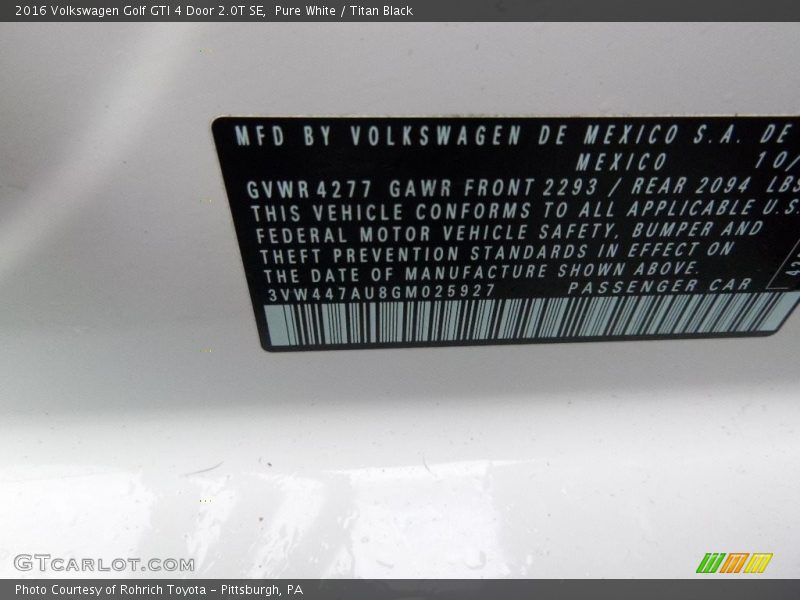 2016 Volkswagen Golf GTI 4 Door 2.0T SE,  Pure White / Titan Black
MFD BY VOLKSWAGEN DE MEXICO S.A. DE
MEXICO 10/
GVWR 4277 GAWR FRONT 2293 / REAR 2094 LBS
THIS VEHICLE CONFORMS TO ALL APPLICABLE U.S.
FEDERAL MOTOR VEHICLE SAFETY, BUMPER AND
THEFT PREVENTION STANDARDS IN EFFECT ON
THE DATE OF MANUFACTURE SHOWN ABOVE.
3VW447AU8GM025927 PASSENGER CAR
GTcarlot.com
Photo Courtesy of Rohrich Toyota - Pittsburgh, PA